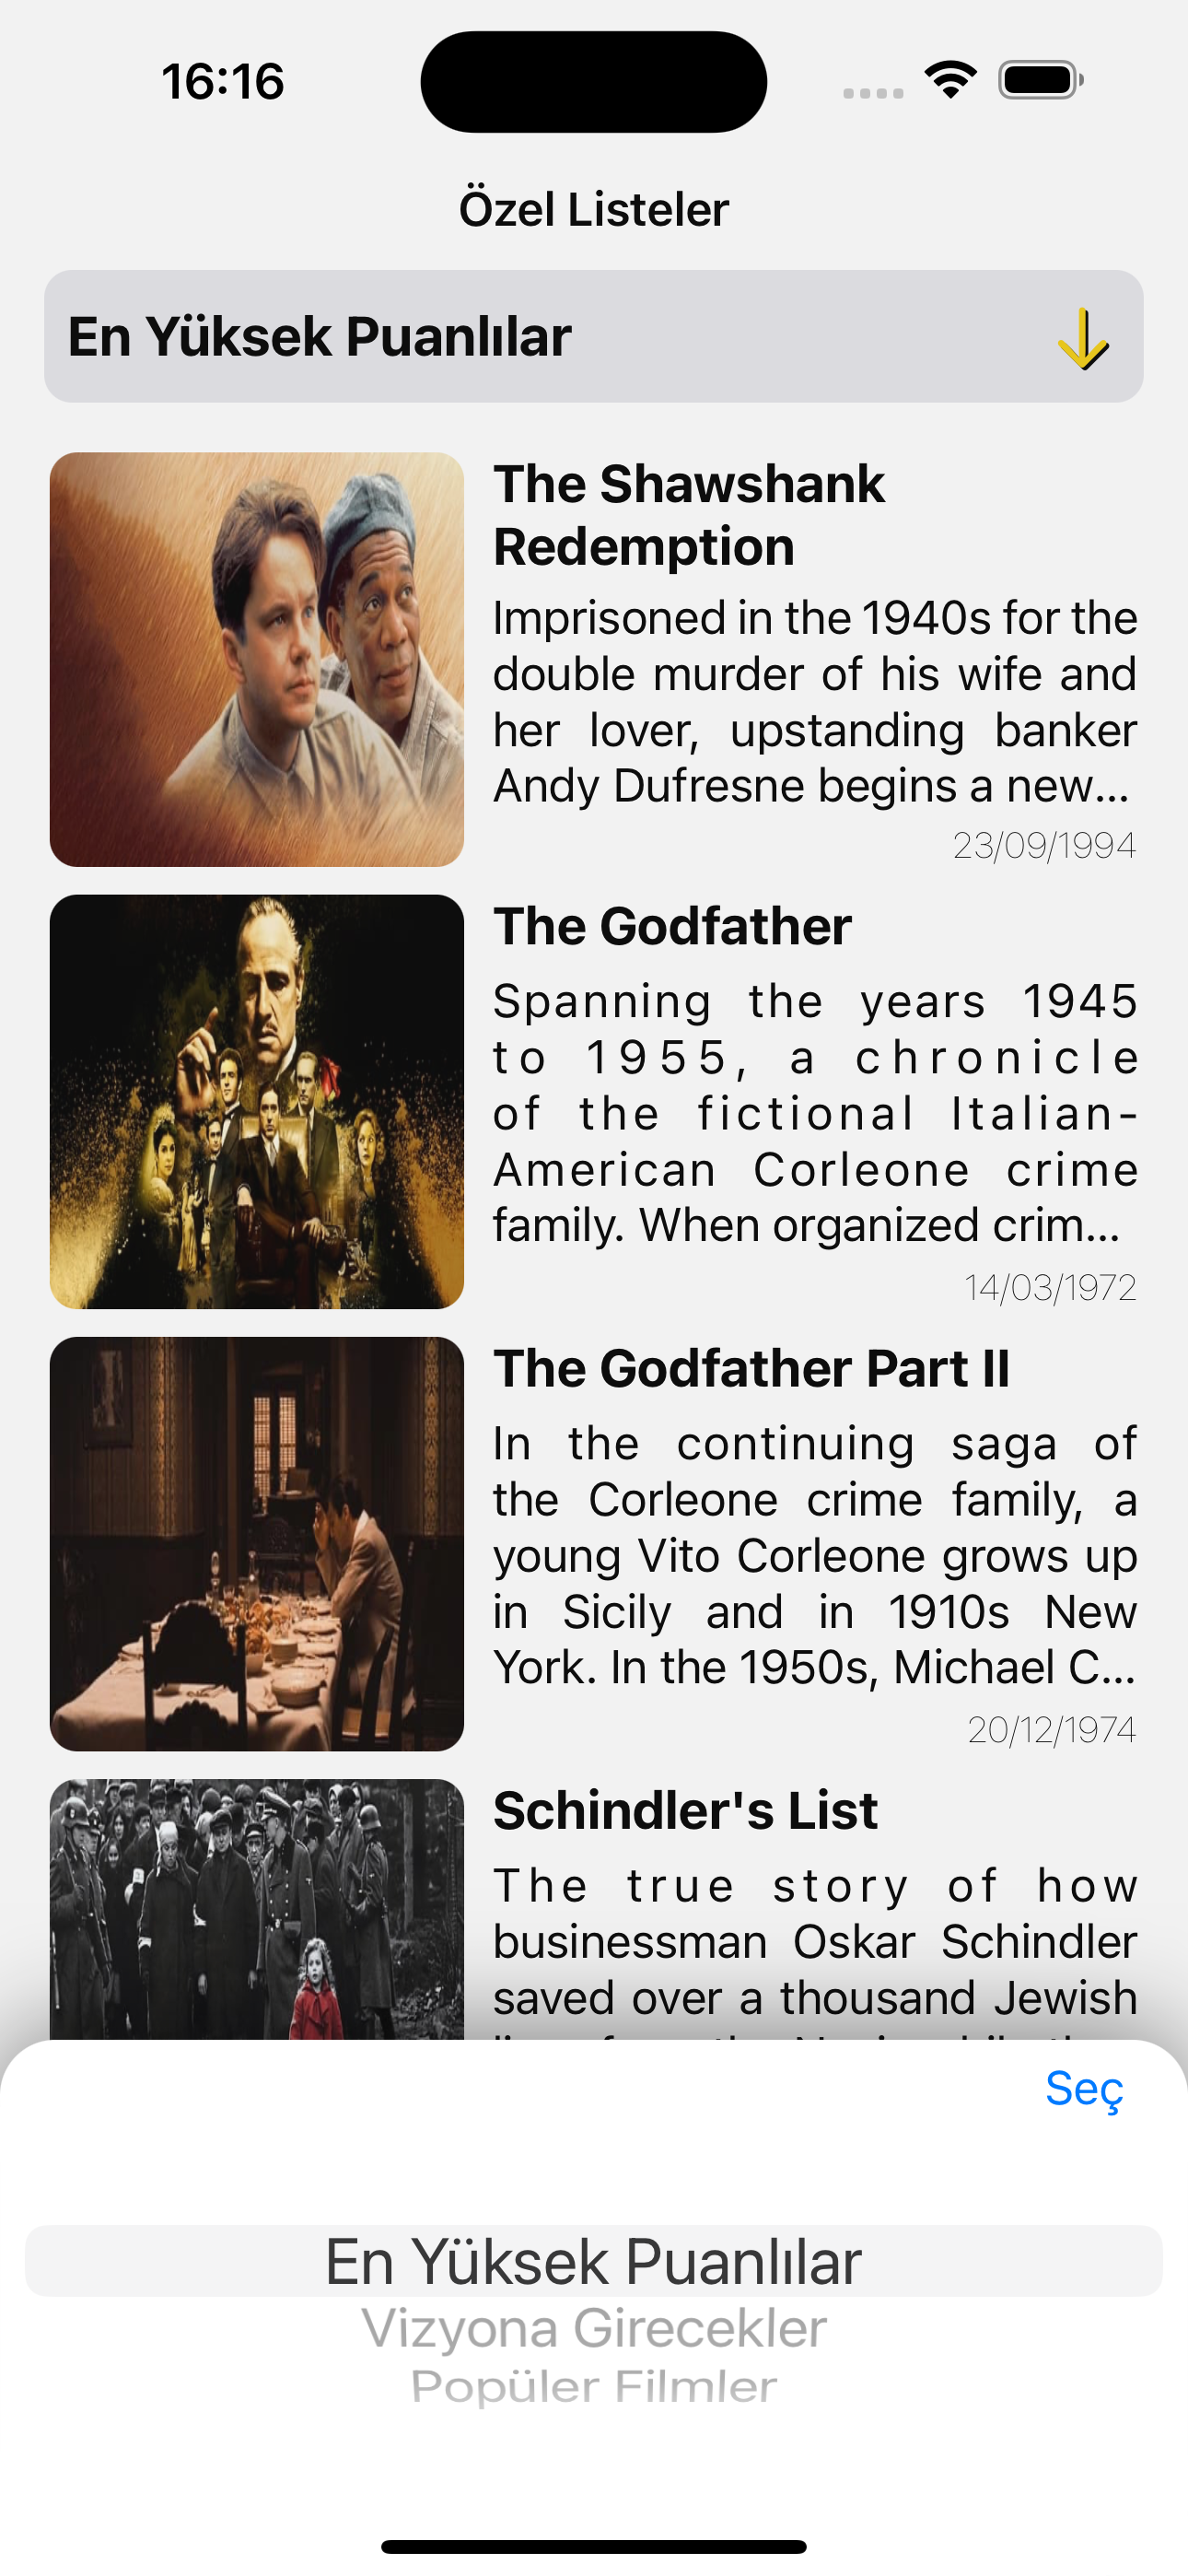 16:16
Özel Listeler
En Yüksek Puanlılar
The Shawshank
Redemption
Imprisoned in the 1940s for the
double murder of his wife and
her lover, upstanding banker
Andy Dufresne begins a new...
23/09/1994
The Godfather
Spanning the years 1945
to 1955, a chronicle
of the fictional Italian-
American Corleone crime
family. When organized crim...
14/03/1972
The Godfather Part II
In the continuing saga of
the Corleone crime family, a
young Vito Corleone grows up
in Sicily and in 1910s New
York. In the 1950s, Michael C...
20/12/1974
Schindler's List
The true story of how
businessman Oskar Schindler
saved over a thousand Jewish
Seç
En Yüksek Puanlılar
Vizyona Girecekler
Popüler Filmler